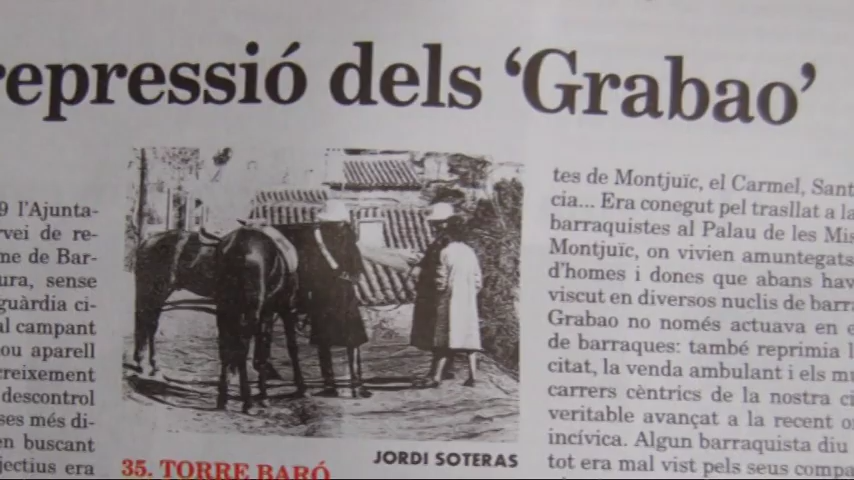 repressió dels ‘Grabao’
9 l’Ajunta-
rvei de re-
me de Bar-
ura, sense
guàrdia ci-
al campant
ou aparell
creixement
descontrol
ses més di-
en buscant
jectius era
JORDI SOTERAS
35. TORRE BARÓ
tes de Montjuïc, el Carmel, Sant
cia... Era conegut pel trasllat a la
barraquistes al Palau de les Mis
Montjuïc, on vivien amuntegats
d’homes i dones que abans hav
viscut en diversos nuclis de barra
Grabao no només actuava en e
de barraques: també reprimia l
citat, la venda ambulant i els mu
carrers cèntrics de la nostra ci
veritable avançat a la recent o
incívica. Algun barraquista diu
tot era mal vist pels seus compa